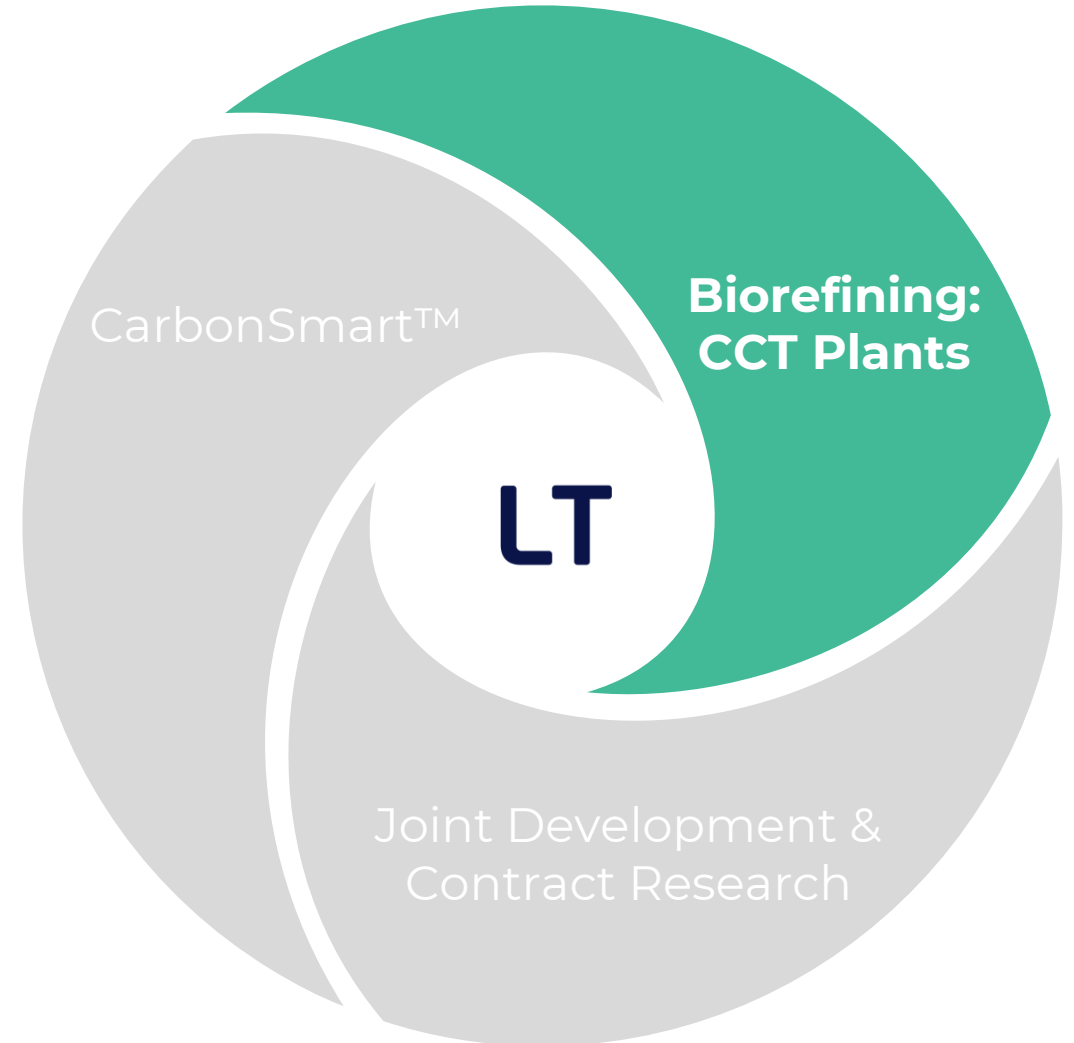 Biorefining:
CCT Plants
CarbonSmart™
LT
Joint Development &
Contract Research